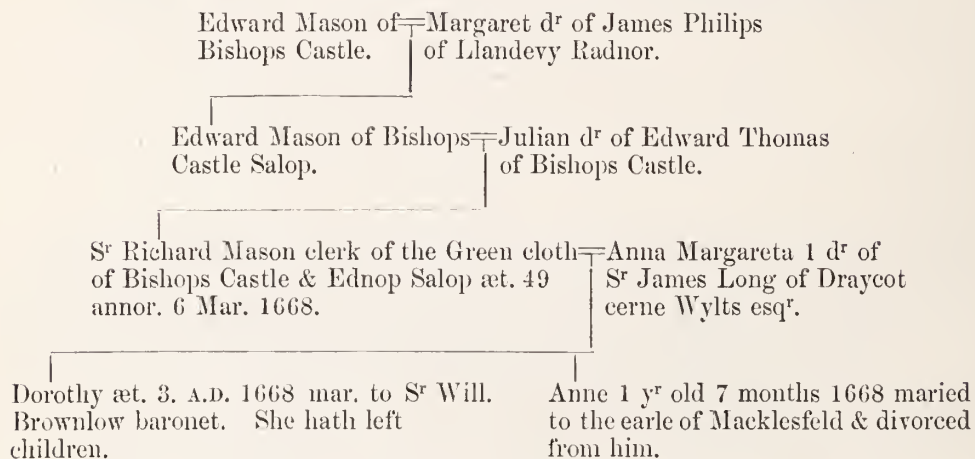 Edward Mason of Margaret dʳ of James Philips
Bishops Castle. of Llandevy Radnor.
Edward Mason of Bishops Julian dʳ of Edward Thomas
Castle Salop. of Bishops Castle.
Sʳ Richard Mason clerk of the Green cloth Anna Margareta 1 dʳ of
of Bishops Castle & Ednop Salop æt. 49 Sʳ James Long of Draycot
annor. 6 Mar. 1668. cerne Wylts esqʳ.
Dorothy æt. 3. A.D. 1668 mar. to Sʳ Will.
Brownlow baronet. She hath left
children.
Anne 1 yʳ old 7 months 1668 maried
to the earle of Macklesfeld & divorced
from him.